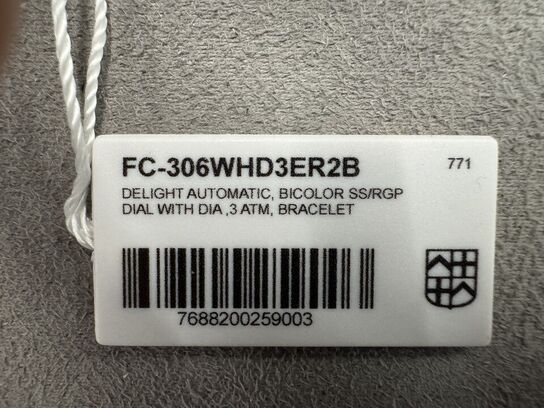 FC-306WHD3ER2B 771
DELIGHT AUTOMATIC, BICOLOR SS/RGP
DIAL WITH DIA ,3 ATM, BRACELET
7688200259003